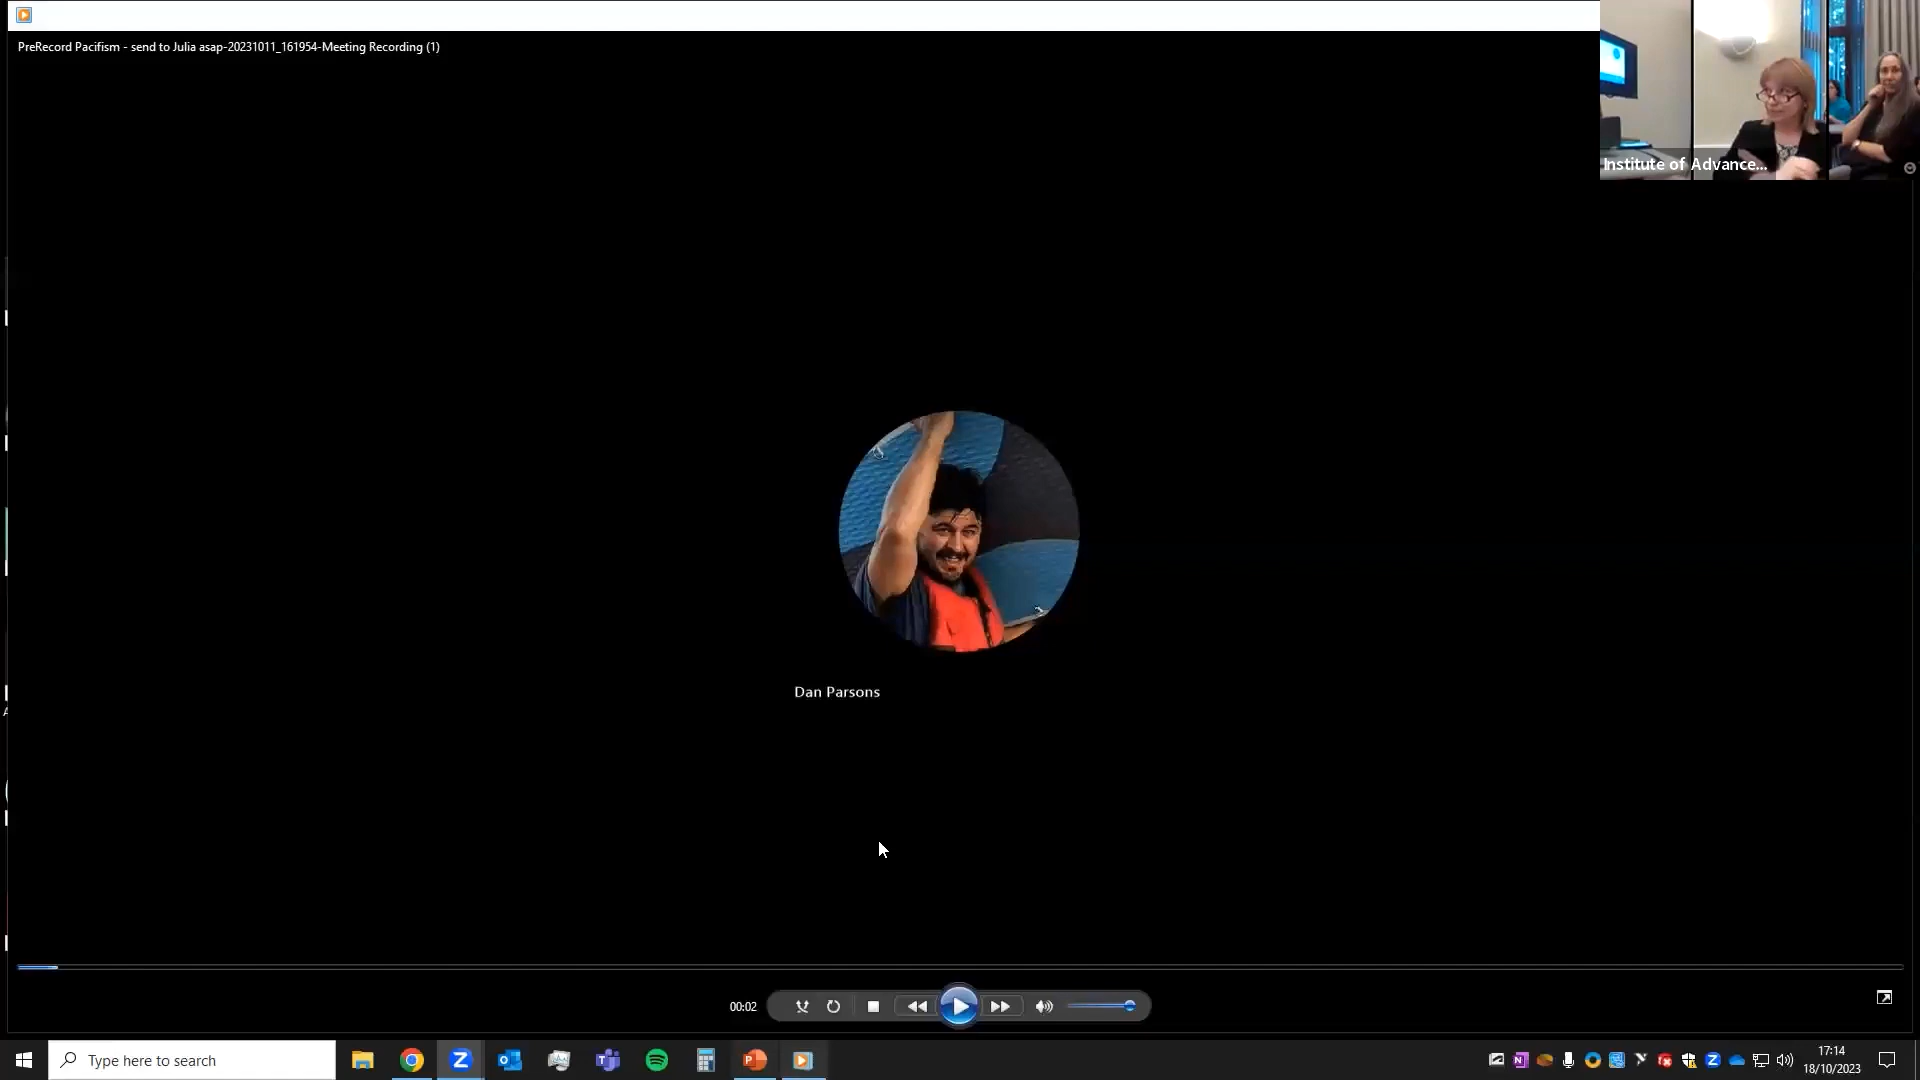 PreRecord Pacifism - send to Julia asap-20231011_161954-Meeting Recording (1)
Institute of Advance...
Dan Parsons
00:02
Type here to search
17:14
18/10/2023